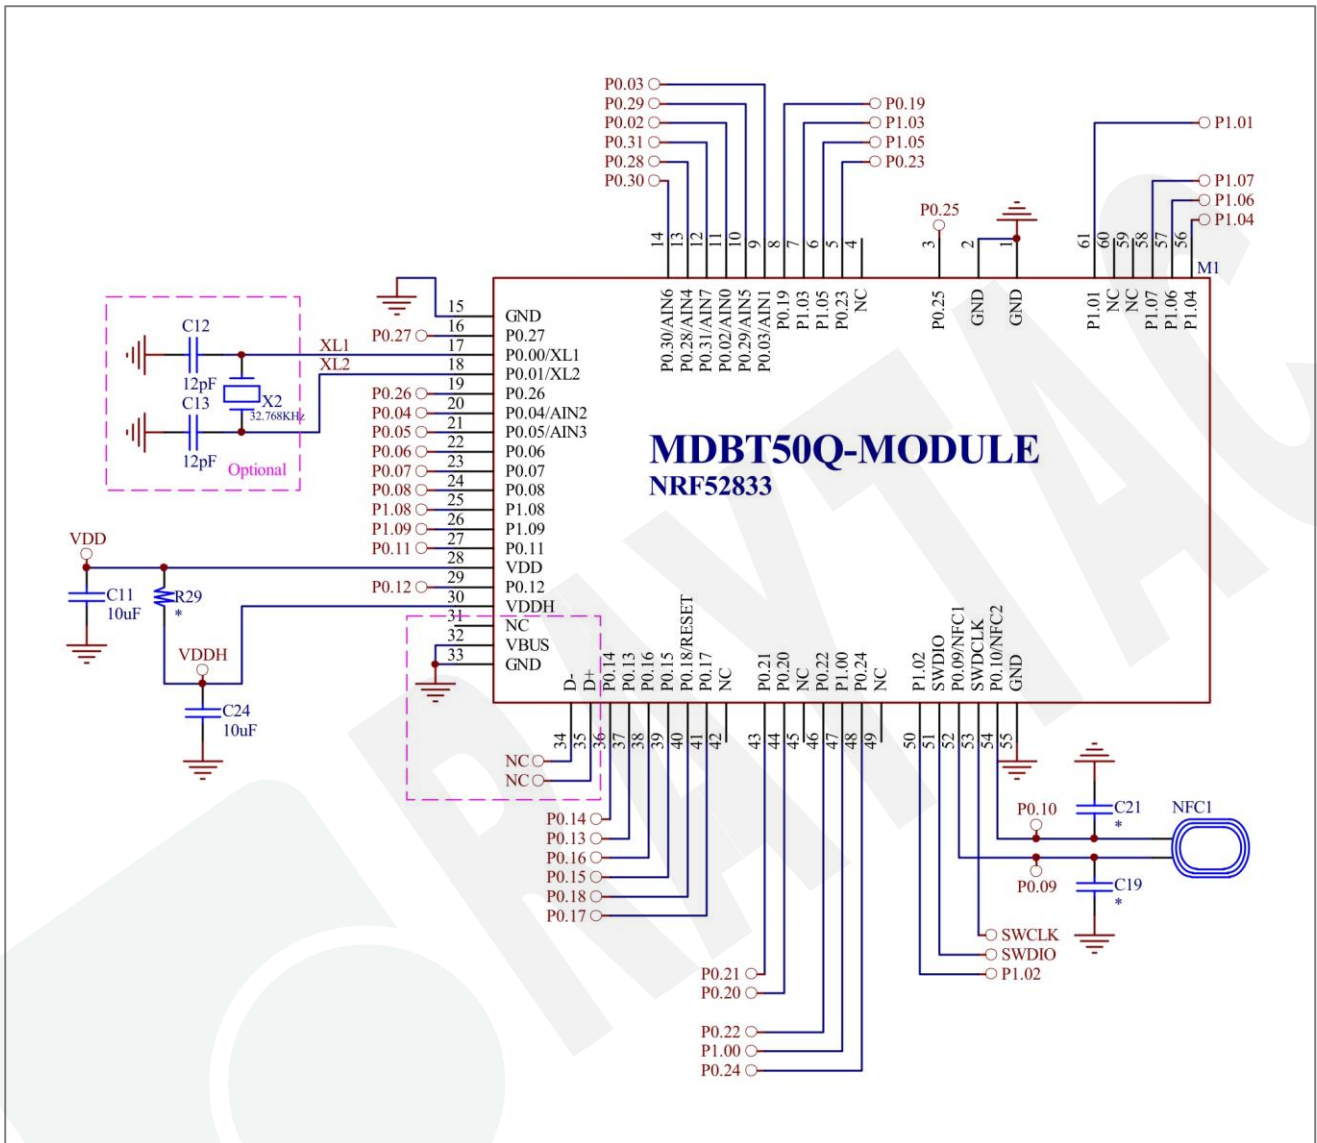 P0.03
P0.29
P0.02
P0.31
P0.28
P0.30
P0.19
P1.03
P1.05
P0.23
P0.25
P1.01
P1.07
P1.06
P1.04
14
13
12
11
10
9
8
7
6
5
4
3
2
1
61
60
59
58
57
56
M1
P0.30/AIN6
P0.28/AIN4
P0.31/AIN7
P0.02/AIN0
P0.29/AIN5
P0.03/AIN1
P0.19
P1.03
P1.05
P0.23
NC
P0.25
GND
GND
P1.01
NC
NC
P1.07
P1.06
P1.04
15 GND
P0.27 16 P0.27
XL1 17 P0.00/XL1
XL2 18 P0.01/XL2
P0.26 19 P0.26
P0.04 20 P0.04/AIN2
P0.05 21 P0.05/AIN3
P0.06 22 P0.06
P0.07 23 P0.07
P0.08 24 P0.08
P1.08 25 P1.08
P1.09 26 P1.09
P0.11 27 P0.11
28 VDD
P0.12 29 P0.12
30 VDDH
31 NC
32 VBUS
33 GND
C12
12pF
C13
12pF
X2
32.768KHz
Optional
MDBT50Q-MODULE
NRF52833
RAYTAC
VDD
C11
10uF
R29
*
VDDH
C24
10uF
D-
D+
P0.14
P0.13
P0.16
P0.15
P0.18/RESET
P0.17
NC
P0.21
P0.20
NC
P0.22
P1.00
P0.24
NC
P1.02
SWDIO
P0.09/NFC1
SWDCLK
P0.10/NFC2
GND
34
35
36
37
38
39
40
41
42
43
44
45
46
47
48
49
50
51
52
53
54
55
NC
NC
P0.14
P0.13
P0.16
P0.15
P0.18
P0.17
P0.21
P0.20
P0.22
P1.00
P0.24
P0.10
C21
*
NFC1
P0.09
C19
*
SWCLK
SWDIO
P1.02